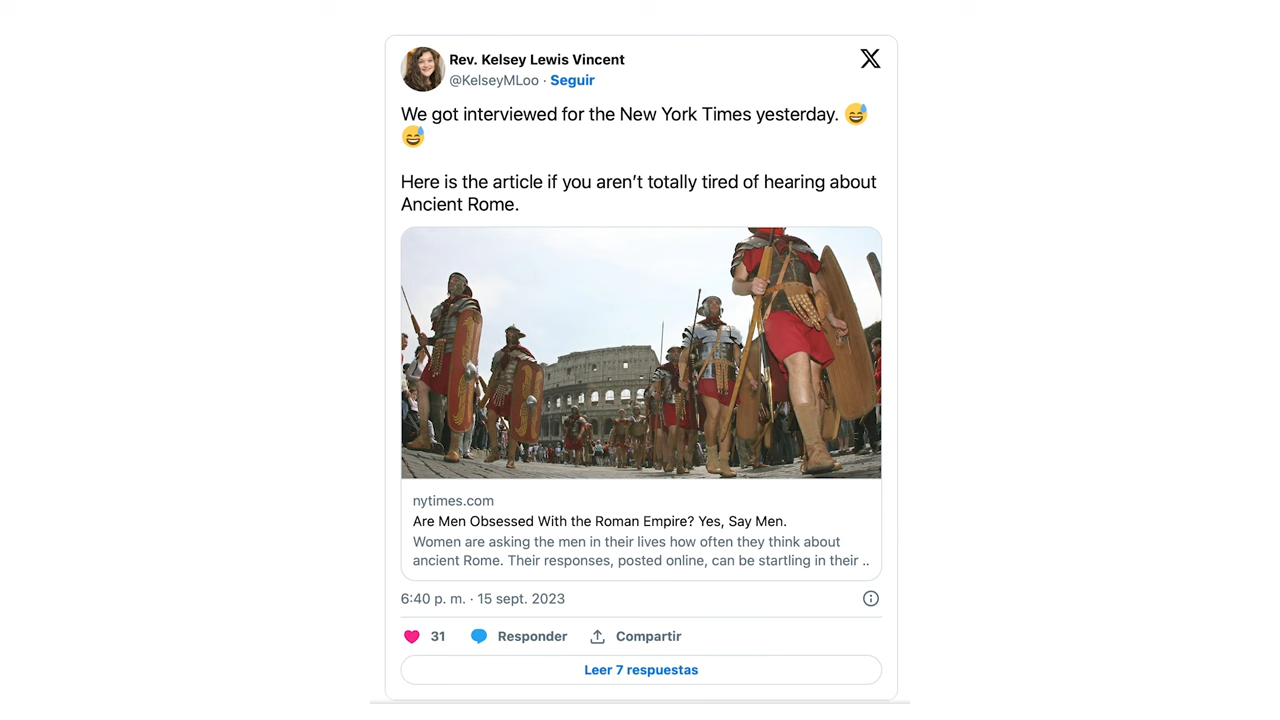 Rev. Kelsey Lewis Vincent
@KelseyMLoo · Seguir
We got interviewed for the New York Times yesterday. 😅
😅
Here is the article if you aren’t totally tired of hearing about
Ancient Rome.
nytimes.com
Are Men Obsessed With the Roman Empire? Yes, Say Men.
Women are asking the men in their lives how often they think about
ancient Rome. Their responses, posted online, can be startling in their ..
6:40 p. m. · 15 sept. 2023
31 Responder Compartir
Leer 7 respuestas